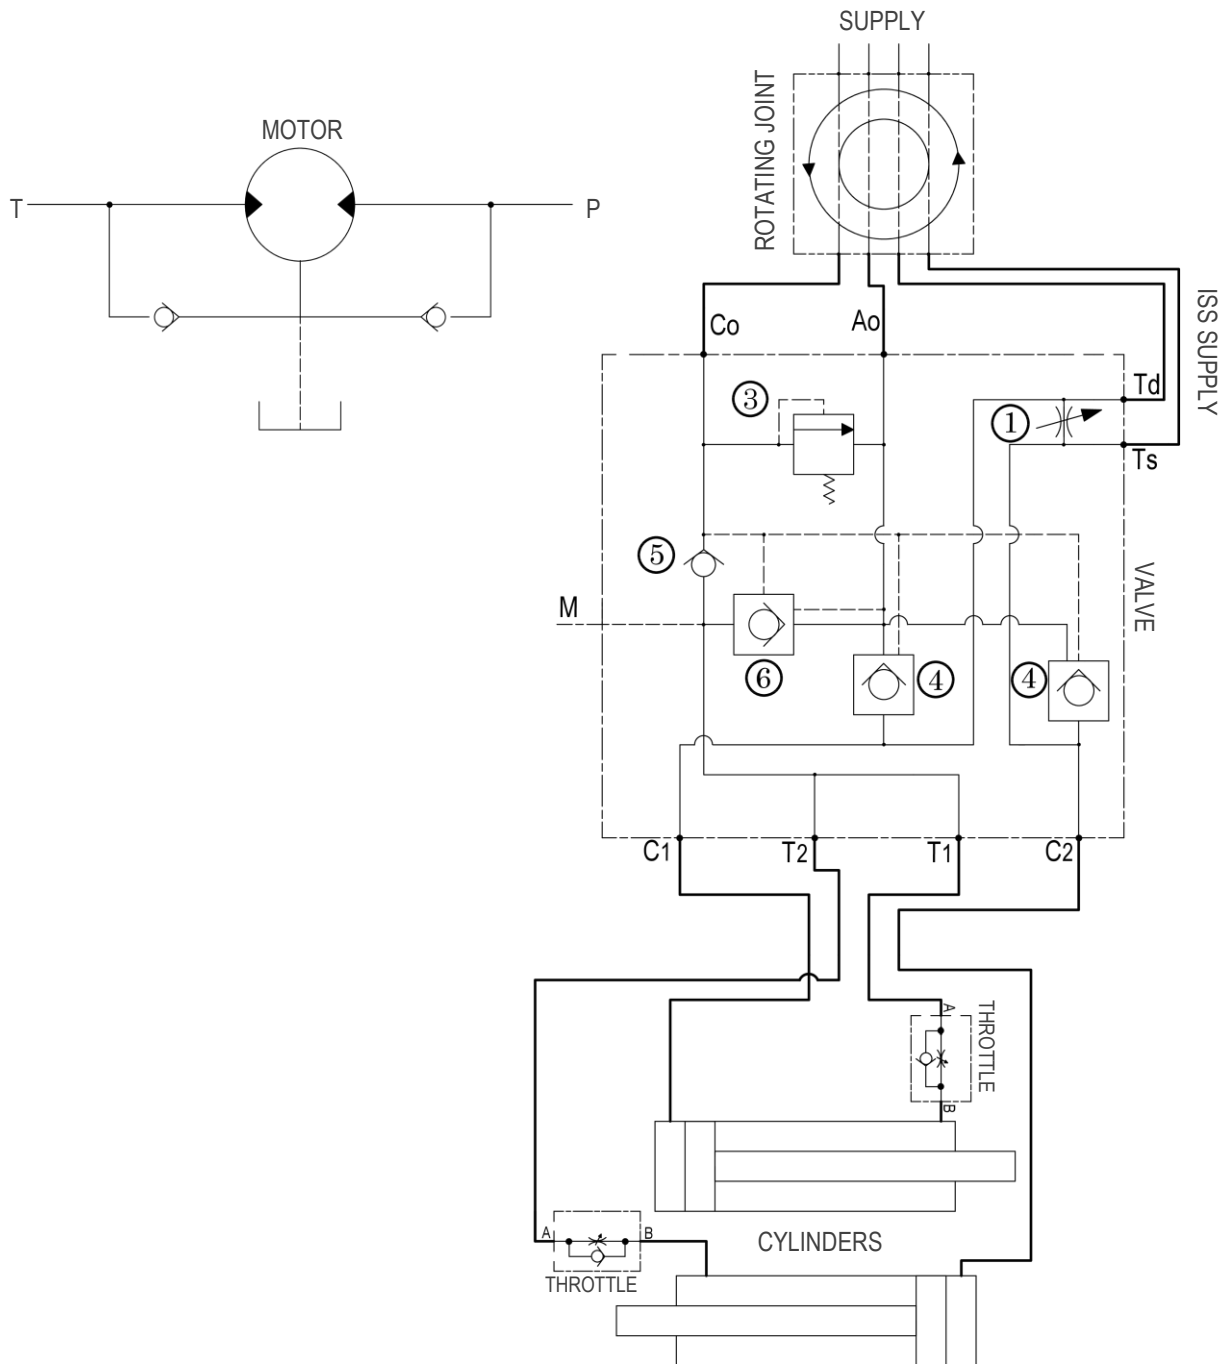 SUPPLY
ROTATING JOINT
MOTOR
T
P
ISS SUPPLY
Co
Ao
Td
3
1
Ts
5
VALVE
M
6
4
4
C1
T2
T1
C2
A
THROTTLE
B
A
B
CYLINDERS
THROTTLE